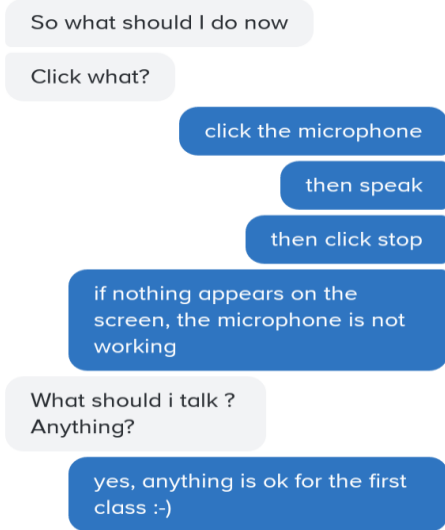 So what should I do now
Click what?
click the microphone
then speak
then click stop
if nothing appears on the
screen, the microphone is not
working
What should i talk ?
Anything?
yes, anything is ok for the first
class :-)